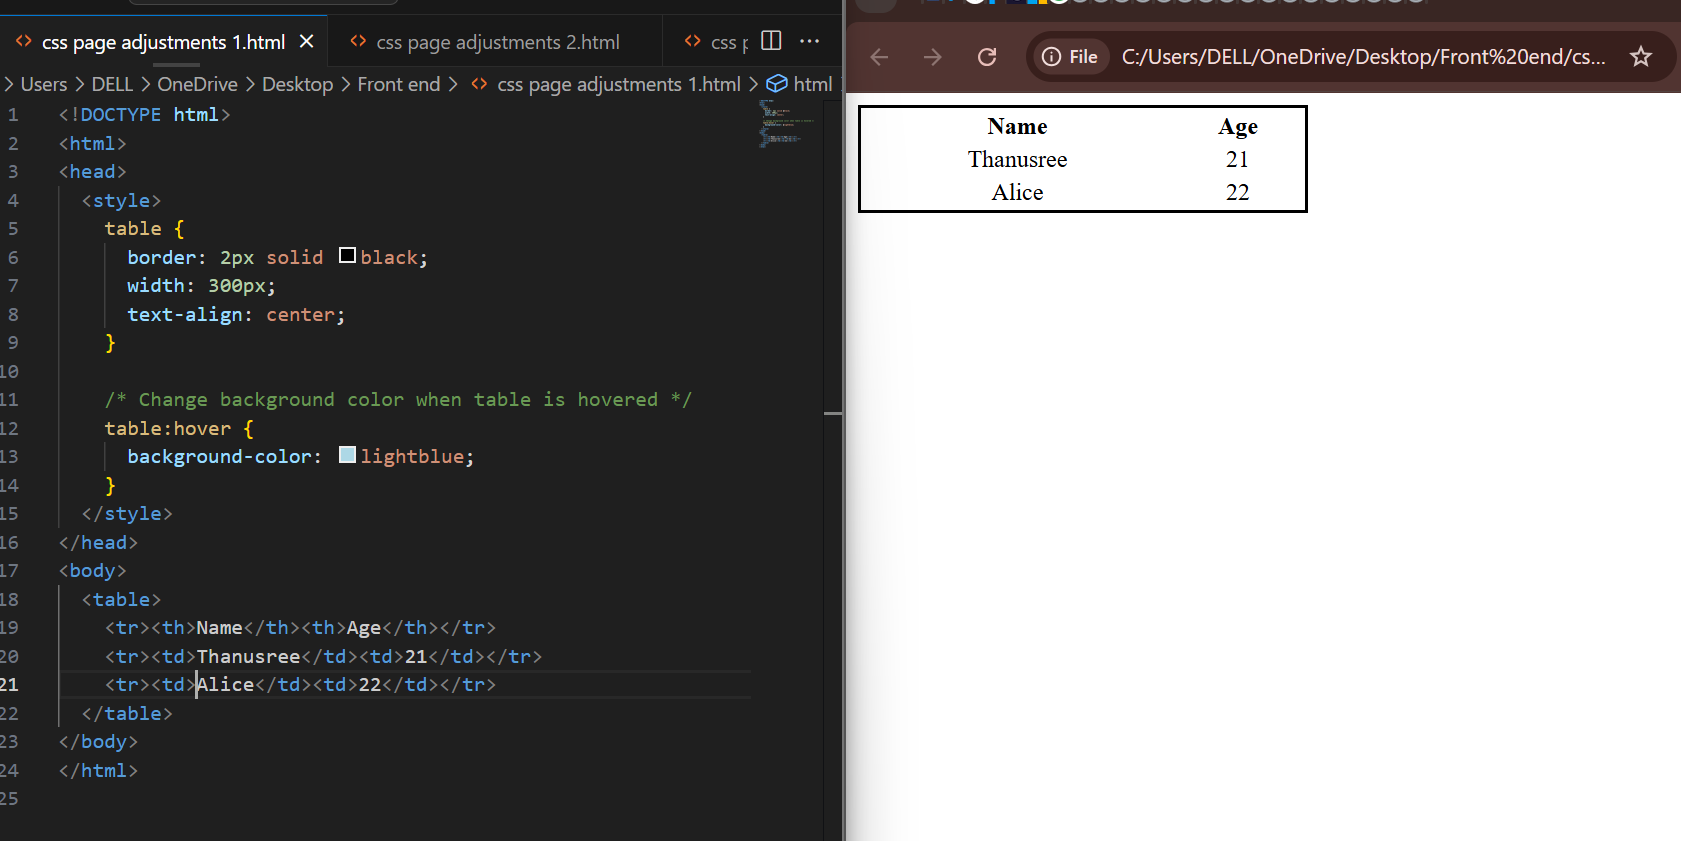 css page adjustments 1.html
css page adjustments 2.html
css
Users > DELL > OneDrive > Desktop > Front end > css page adjustments 1.html > html
1 <!DOCTYPE html>
2 <html>
3 <head>
4 <style>
5 table {
6 border: 2px solid black;
7 width: 300px;
8 text-align: center;
9 }
10
11 /* Change background color when table is hovered */
12 table:hover {
13 background-color: lightblue;
14 }
15 </style>
16 </head>
17 <body>
18 <table>
19 <tr><th>Name</th><th>Age</th></tr>
20 <tr><td>Thanusree</td><td>21</td></tr>
21 <tr><td>Alice</td><td>22</td></tr>
22 </table>
23 </body>
24 </html>
25
File C:/Users/DELL/OneDrive/Desktop/Front%20end/cs...
Name Age
Thanusree 21
Alice 22